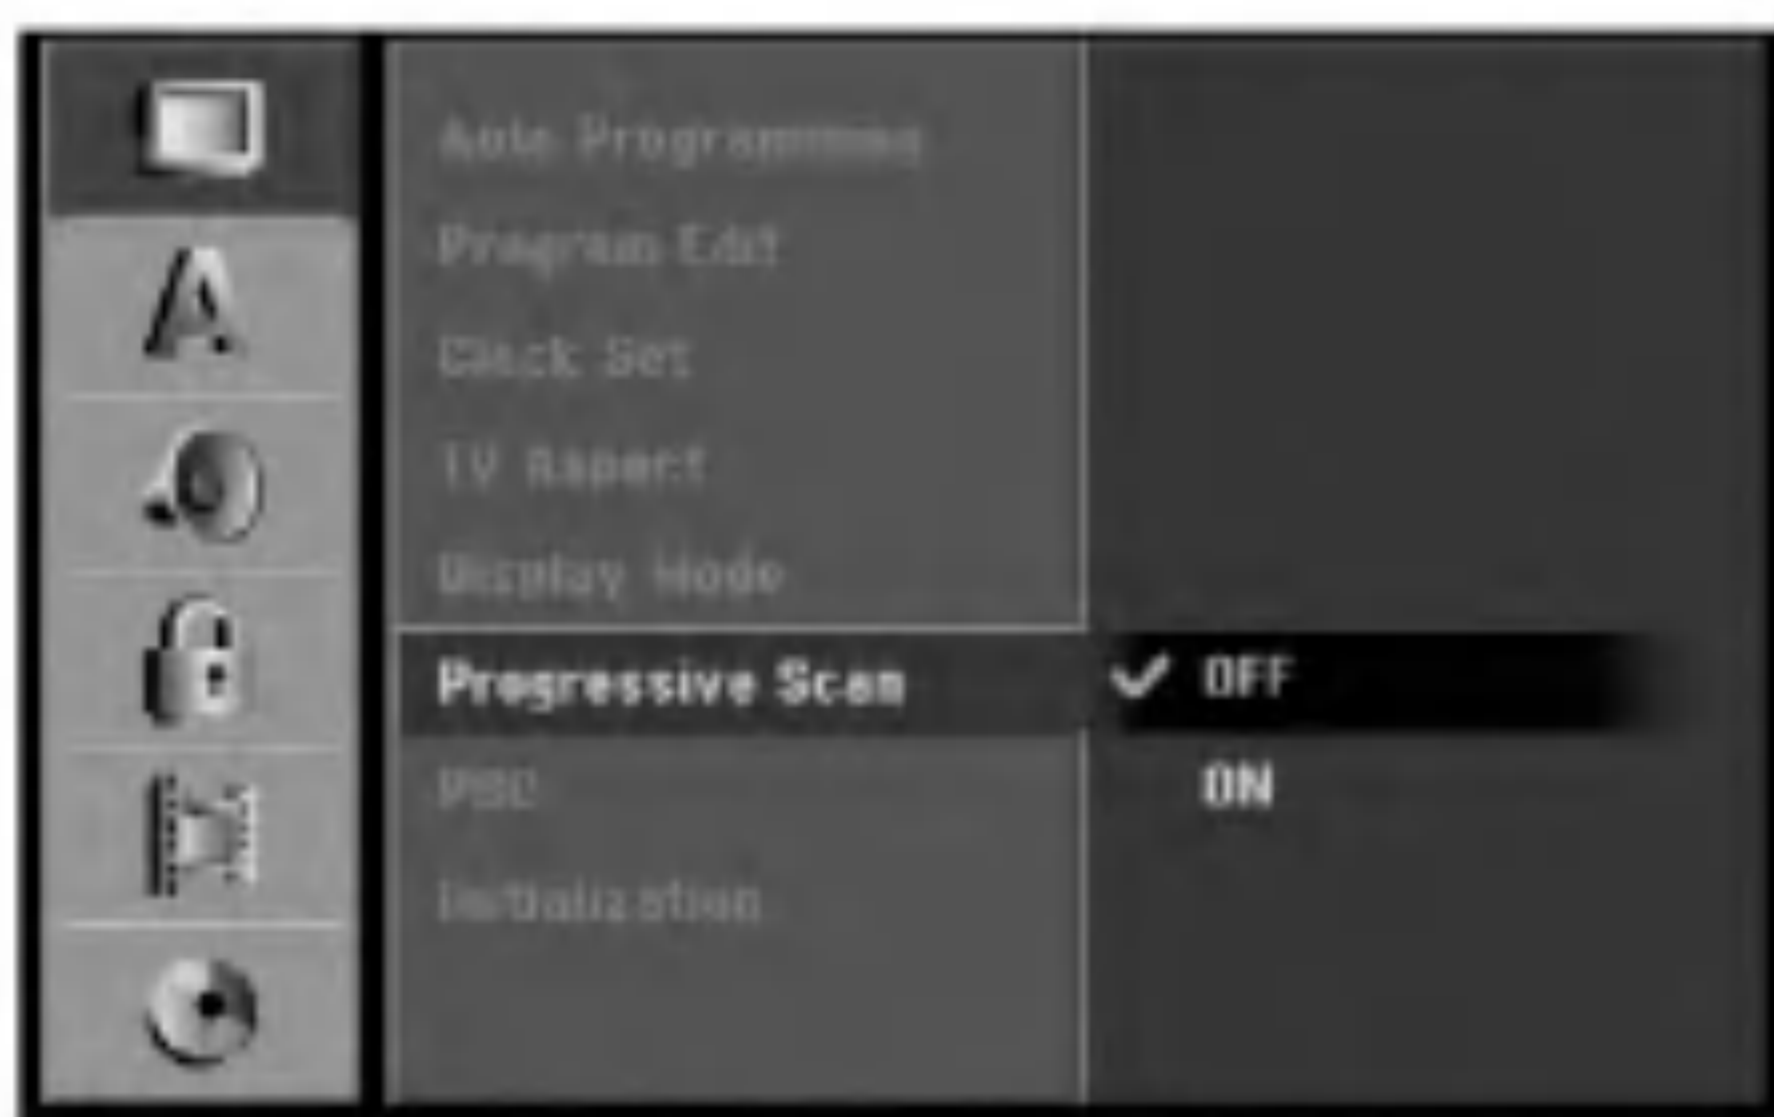 A
Auto Programming
Program Edit
Clock Set
TV Aspect
Display Mode
Progressive Scan
✓ OFF
ON
PBC
Initialization